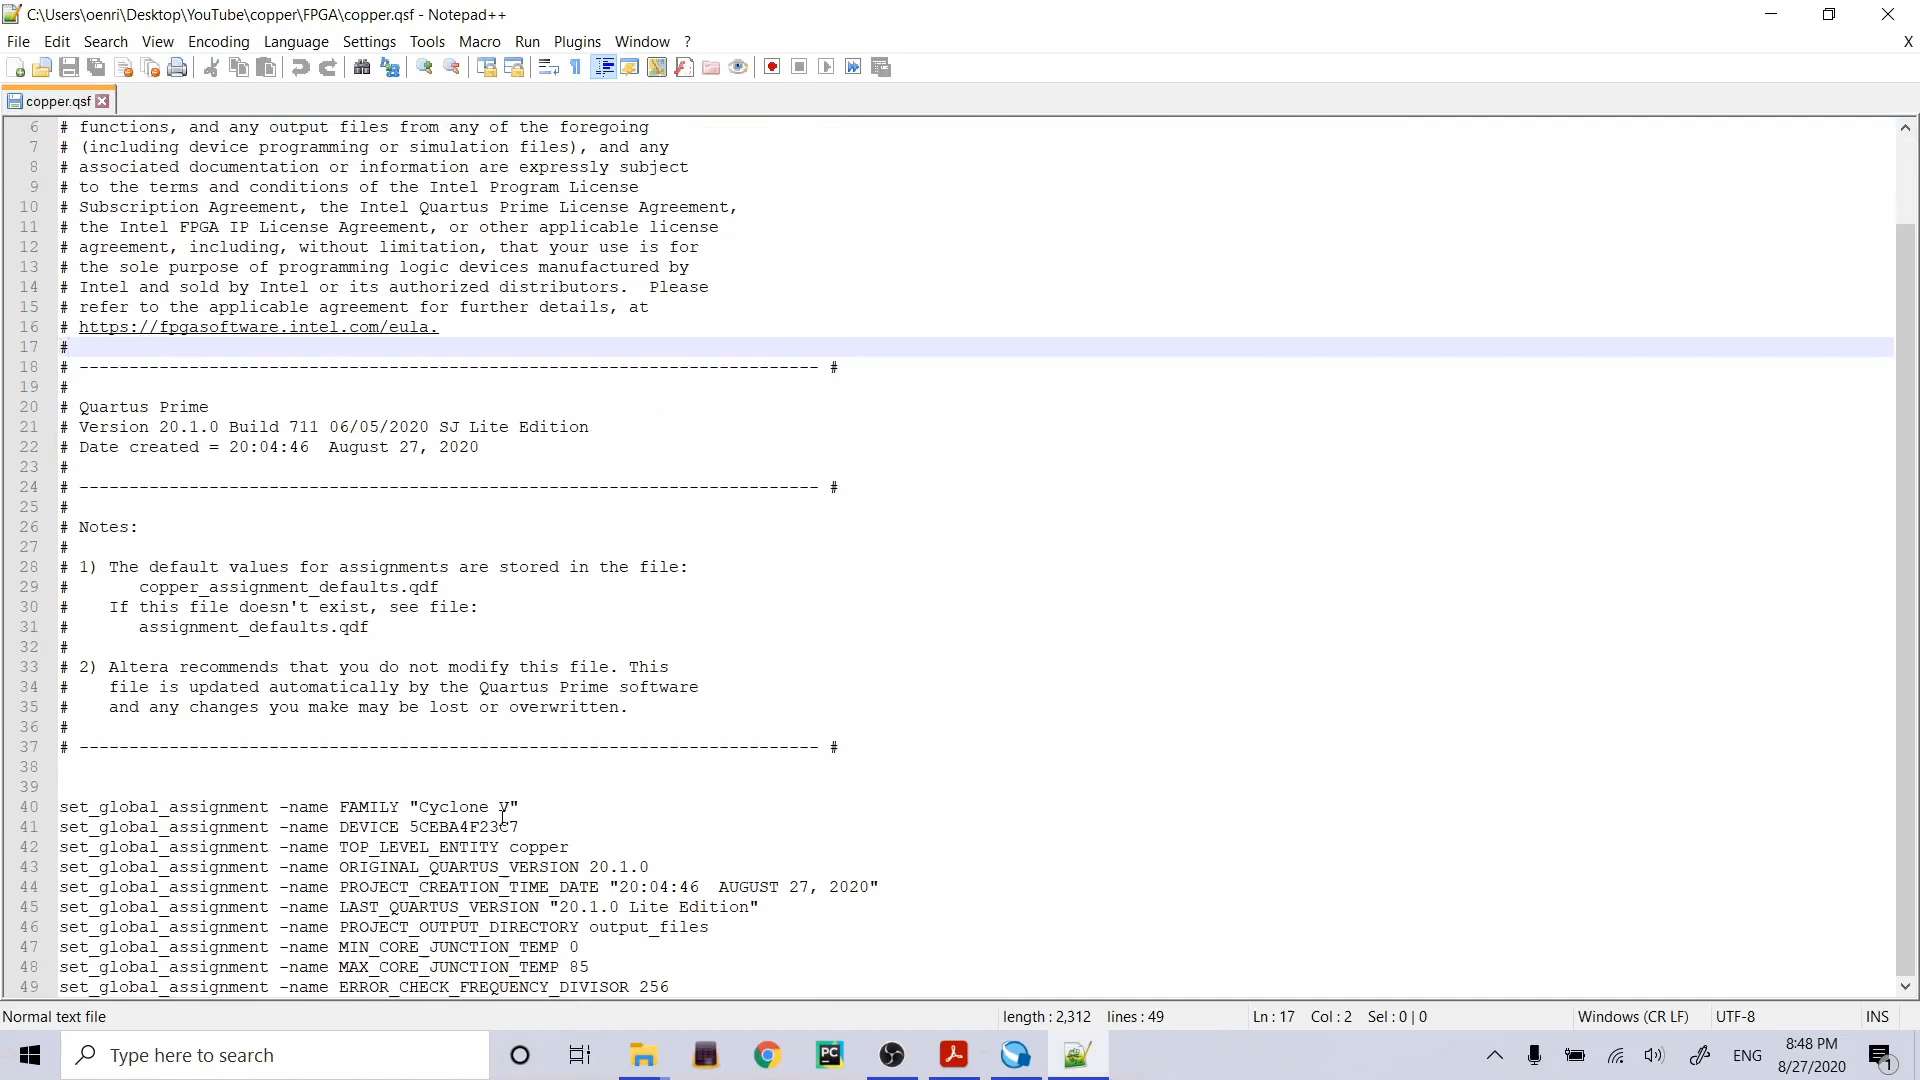 C:\Users\oenri\Desktop\YouTube\copper\FPGA\copper.qsf - Notepad++
File Edit Search View Encoding Language Settings Tools Macro Run Plugins Window ? X
copper.qsf
6 # functions, and any output files from any of the foregoing
7 # (including device programming or simulation files), and any
8 # associated documentation or information are expressly subject
9 # to the terms and conditions of the Intel Program License
10 # Subscription Agreement, the Intel Quartus Prime License Agreement,
11 # the Intel FPGA IP License Agreement, or other applicable license
12 # agreement, including, without limitation, that your use is for
13 # the sole purpose of programming logic devices manufactured by
14 # Intel and sold by Intel or its authorized distributors.  Please
15 # refer to the applicable agreement for further details, at
16 # https://fpgasoftware.intel.com/eula.
17 #
18 # -------------------------------------------------------------------------- #
19 #
20 # Quartus Prime
21 # Version 20.1.0 Build 711 06/05/2020 SJ Lite Edition
22 # Date created = 20:04:46  August 27, 2020
23 #
24 # -------------------------------------------------------------------------- #
25 #
26 # Notes:
27 #
28 # 1) The default values for assignments are stored in the file:
29 #       copper_assignment_defaults.qdf
30 #    If this file doesn't exist, see file:
31 #       assignment_defaults.qdf
32 #
33 # 2) Altera recommends that you do not modify this file. This
34 #    file is updated automatically by the Quartus Prime software
35 #    and any changes you make may be lost or overwritten.
36 #
37 # -------------------------------------------------------------------------- #
38
39
40 set_global_assignment -name FAMILY "Cyclone V"
41 set_global_assignment -name DEVICE 5CEBA4F23C7
42 set_global_assignment -name TOP_LEVEL_ENTITY copper
43 set_global_assignment -name ORIGINAL_QUARTUS_VERSION 20.1.0
44 set_global_assignment -name PROJECT_CREATION_TIME_DATE "20:04:46  AUGUST 27, 2020"
45 set_global_assignment -name LAST_QUARTUS_VERSION "20.1.0 Lite Edition"
46 set_global_assignment -name PROJECT_OUTPUT_DIRECTORY output_files
47 set_global_assignment -name MIN_CORE_JUNCTION_TEMP 0
48 set_global_assignment -name MAX_CORE_JUNCTION_TEMP 85
49 set_global_assignment -name ERROR_CHECK_FREQUENCY_DIVISOR 256
Normal text file length : 2,312 lines : 49 Ln : 17 Col : 2 Sel : 0 | 0 Windows (CR LF) UTF-8 INS
Type here to search PC ENG 8:48 PM
8/27/2020 1